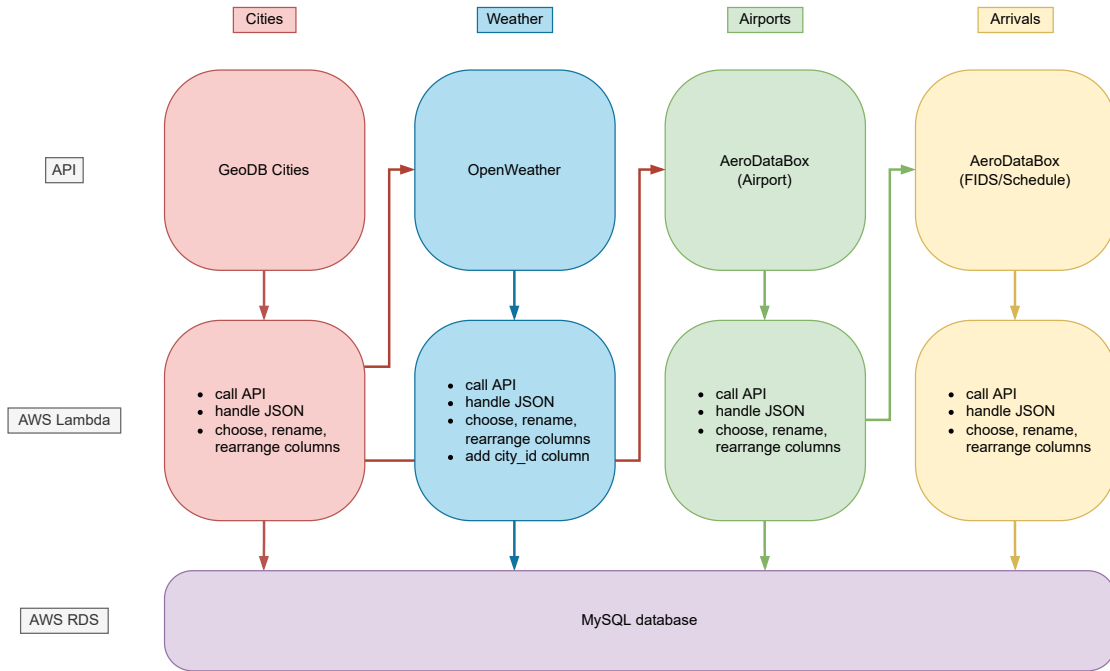 Cities
Weather
Airports
Arrivals
API
GeoDB Cities
OpenWeather
AeroDataBox
(Airport)
AeroDataBox
(FIDS/Schedule)
AWS Lambda
• call API
• handle JSON
• choose, rename,
rearrange columns
• call API
• handle JSON
• choose, rename,
rearrange columns
• add city_id column
• call API
• handle JSON
• choose, rename,
rearrange columns
• call API
• handle JSON
• choose, rename,
rearrange columns
AWS RDS
MySQL database